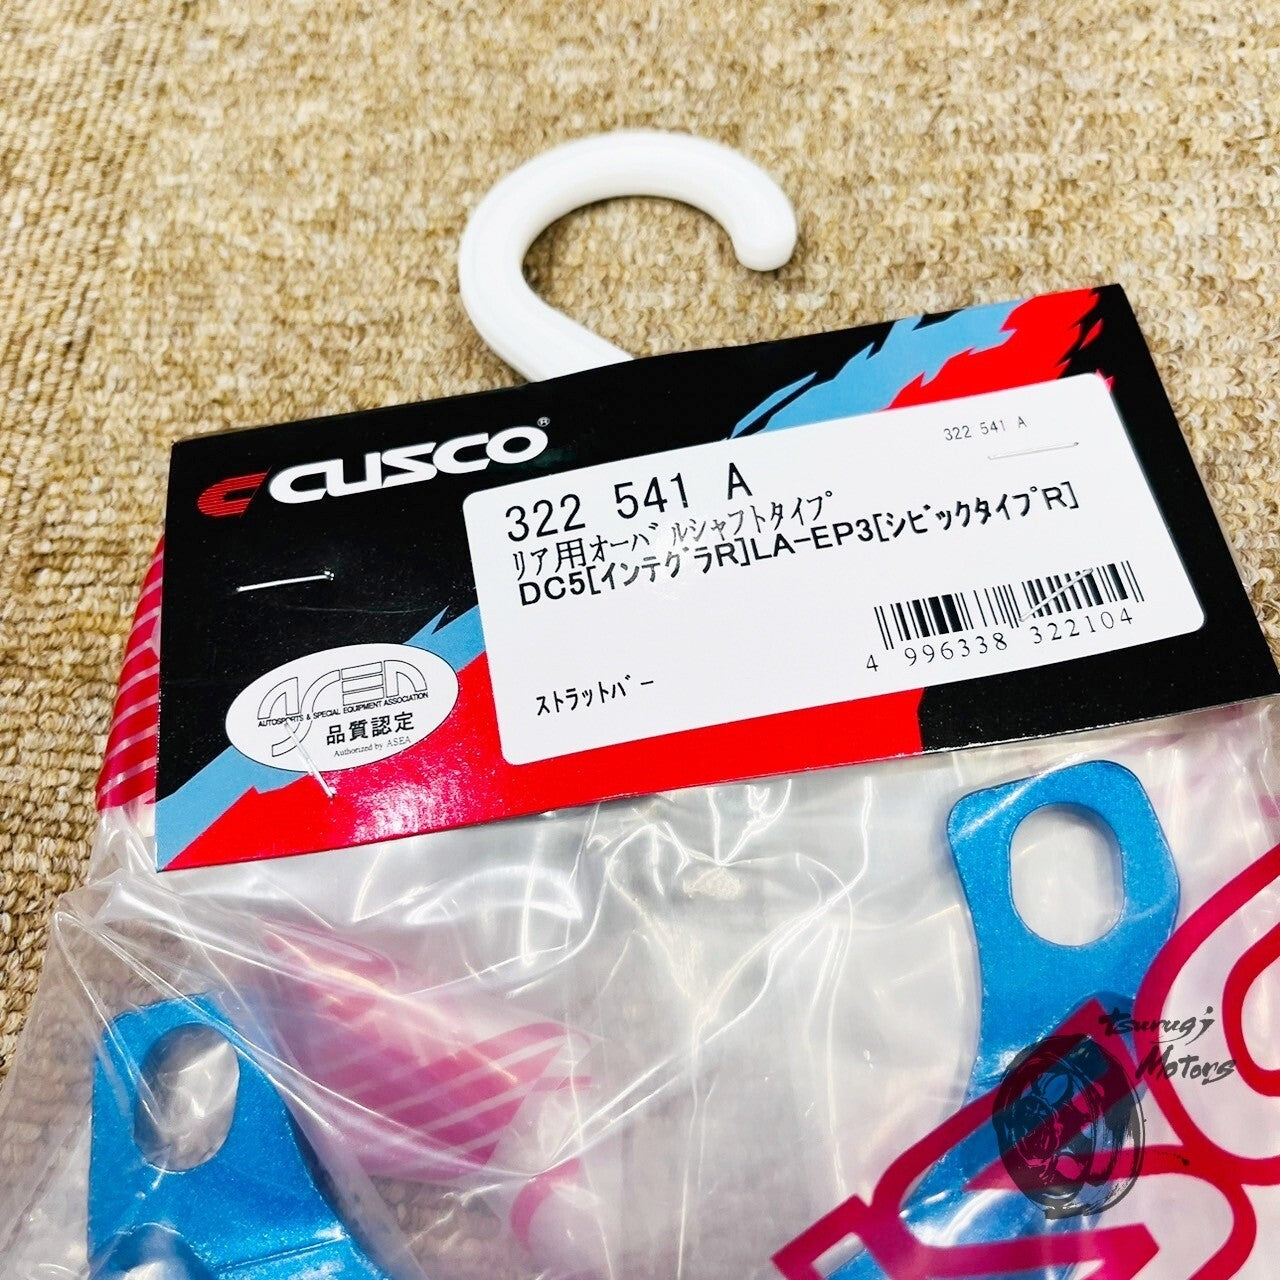 CUSCO®
322 541 A
322 541 A
リア用オーバルシャフトタイプ
DC5[インテグラR]LA-EP3[シビックタイプR]
4 996338 322104
ストラットバー
ASEA
AUTOSPORTS & SPECIAL EQUIPMENT ASSOCIATION
品質認定
Authorized by ASEA
Tsurugi
Motors